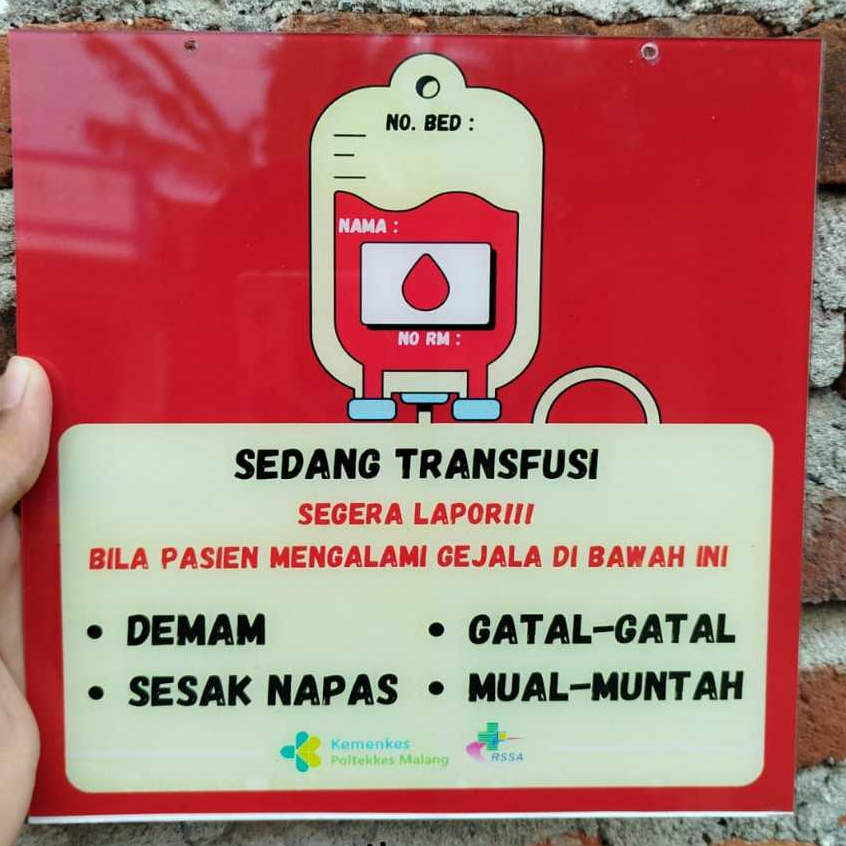 NO. BED :
NAMA :
NO RM :
SEDANG TRANSFUSI
SEGERA LAPOR!!!
BILA PASIEN MENGALAMI GEJALA DI BAWAH INI
• DEMAM
• GATAL-GATAL
• SESAK NAPAS
• MUAL-MUNTAH
Kemenkes
Poltekkes Malang
RSSA